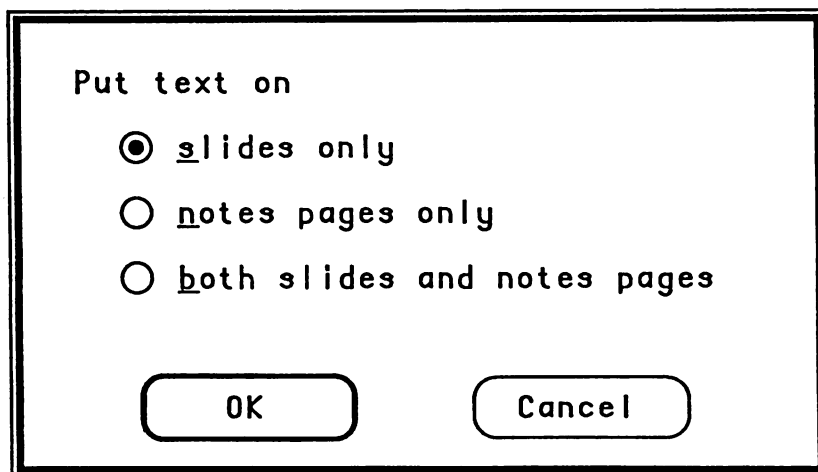 Put text on
slides only
notes pages only
both slides and notes pages
OK Cancel